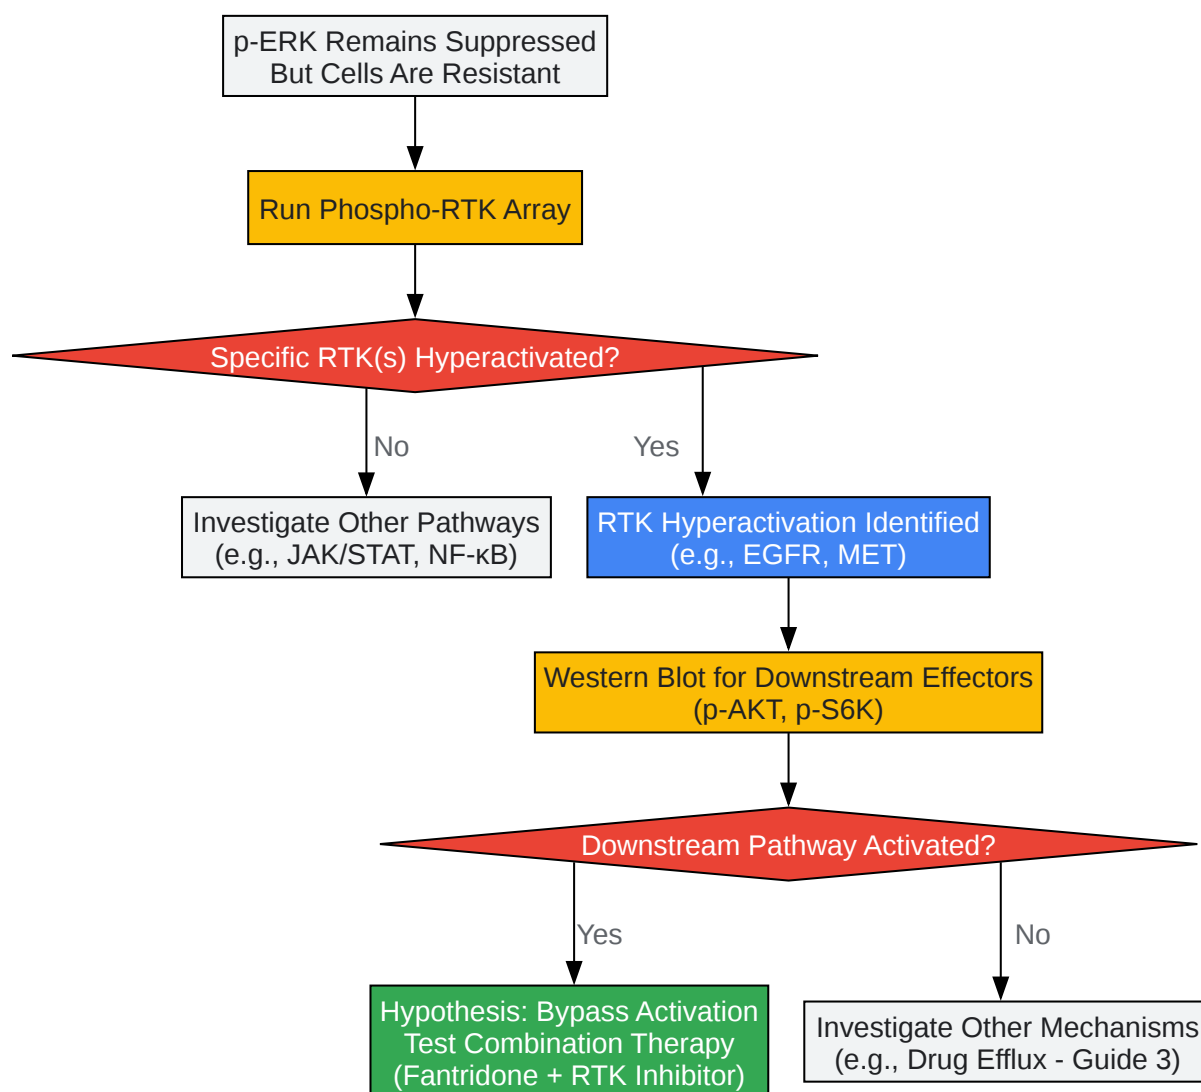 p-ERK Remains Suppressed
But Cells Are Resistant
Run Phospho-RTK Array
Specific RTK(s) Hyperactivated?
No
Yes
Investigate Other Pathways
(e.g., JAK/STAT, NF-κB)
RTK Hyperactivation Identified
(e.g., EGFR, MET)
Western Blot for Downstream Effectors
(p-AKT, p-S6K)
Downstream Pathway Activated?
Yes
No
Hypothesis: Bypass Activation
Test Combination Therapy
(Fantridone + RTK Inhibitor)
Investigate Other Mechanisms
(e.g., Drug Efflux - Guide 3)